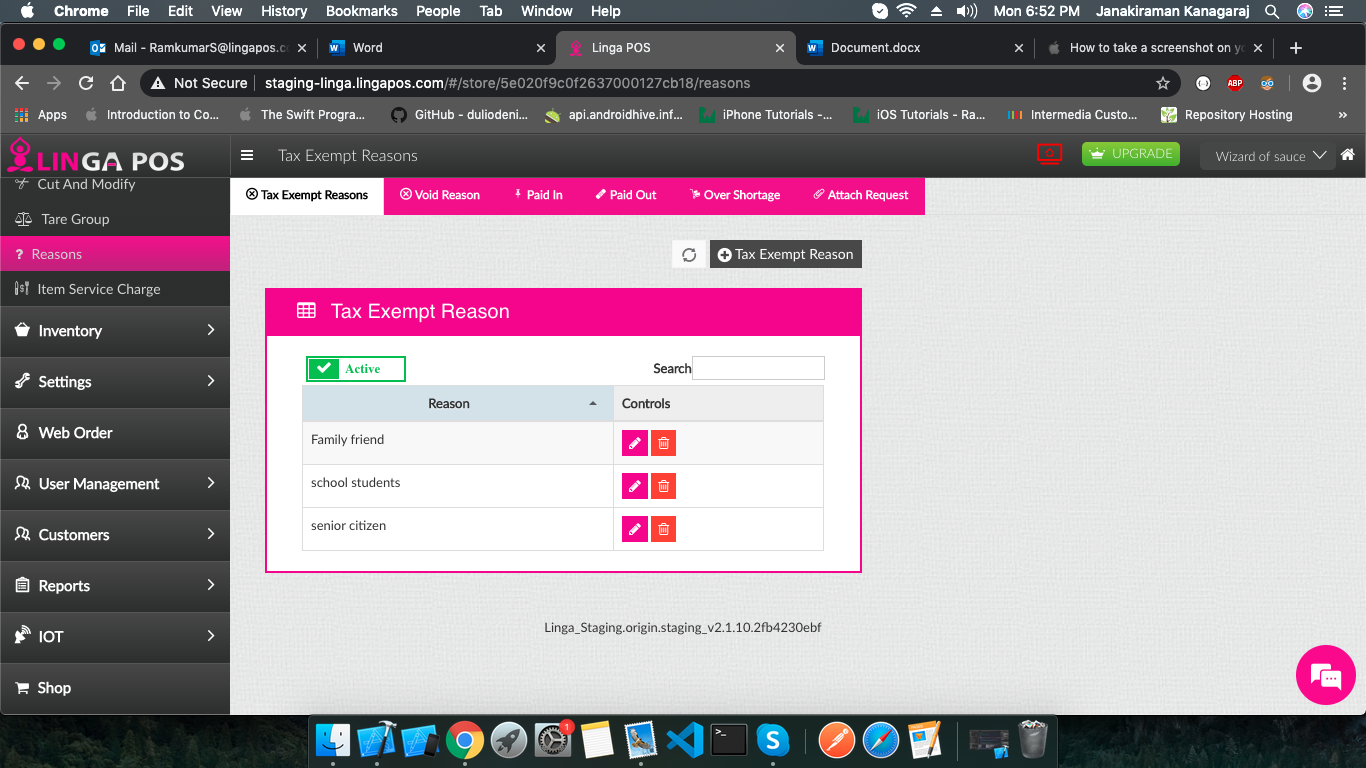 Chrome File Edit View History Bookmarks People Tab Window Help Mon 6:52 PM Janakiraman Kanagaraj
Mail - RamkumarS@lingapos.c
Word
Linga POS
Document.docx
How to take a screenshot on y
Not Secure staging-linga.lingapos.com/#/store/5e020f9c0f2637000127cb18/reasons
ABP
Apps Introduction to Co... The Swift Progra... GitHub - duliodeni... api.androidhive.inf... iPhone Tutorials -... iOS Tutorials - Ra... Intermedia Custo... Repository Hosting »
LINGA POS
Tax Exempt Reasons
UPGRADE
Wizard of sauce
Cut And Modify
Tare Group
? Reasons
Item Service Charge
Inventory
Settings
Web Order
User Management
Customers
Reports
IOT
Shop
Tax Exempt Reasons Void Reason Paid In Paid Out Over Shortage Attach Request
Tax Exempt Reason
Tax Exempt Reason
Active
Search
Reason Controls
Family friend
school students
senior citizen
Linga_Staging.origin.staging_v2.1.10.2fb4230ebf
1